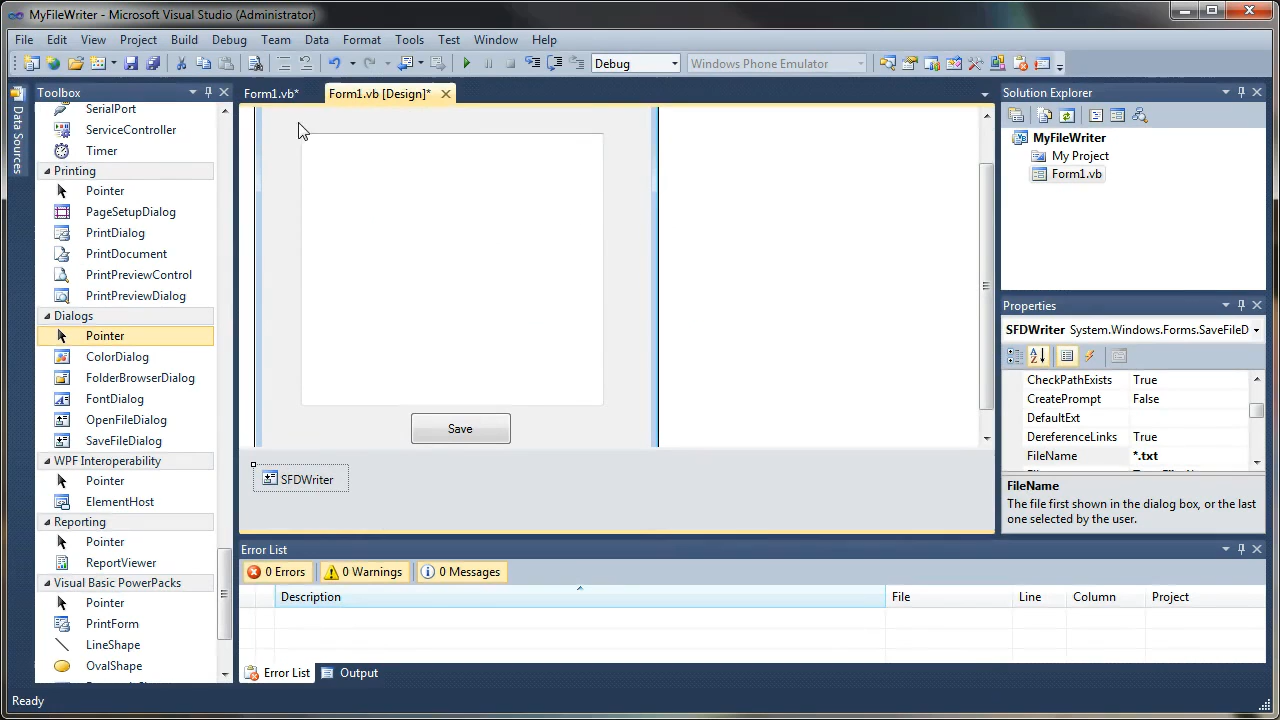 MyFileWriter - Microsoft Visual Studio (Administrator)
File Edit View Project Build Debug Team Data Format Tools Test Window Help
Debug Windows Phone Emulator
Data Sources
Toolbox
SerialPort
ServiceController
Timer
Printing
Pointer
PageSetupDialog
PrintDialog
PrintDocument
PrintPreviewControl
PrintPreviewDialog
Dialogs
Pointer
ColorDialog
FolderBrowserDialog
FontDialog
OpenFileDialog
SaveFileDialog
WPF Interoperability
Pointer
ElementHost
Reporting
Pointer
ReportViewer
Visual Basic PowerPacks
Pointer
PrintForm
LineShape
OvalShape
Form1.vb* Form1.vb [Design]*
Save
SFDWriter
Solution Explorer
MyFileWriter
My Project
Form1.vb
Properties
SFDWriter System.Windows.Forms.SaveFileD
CheckPathExists True
CreatePrompt False
DefaultExt
DereferenceLinks True
FileName *.txt
FileName
The file first shown in the dialog box, or the last
one selected by the user.
Error List
0 Errors 0 Warnings 0 Messages
Description File Line Column Project
Error List Output
Ready